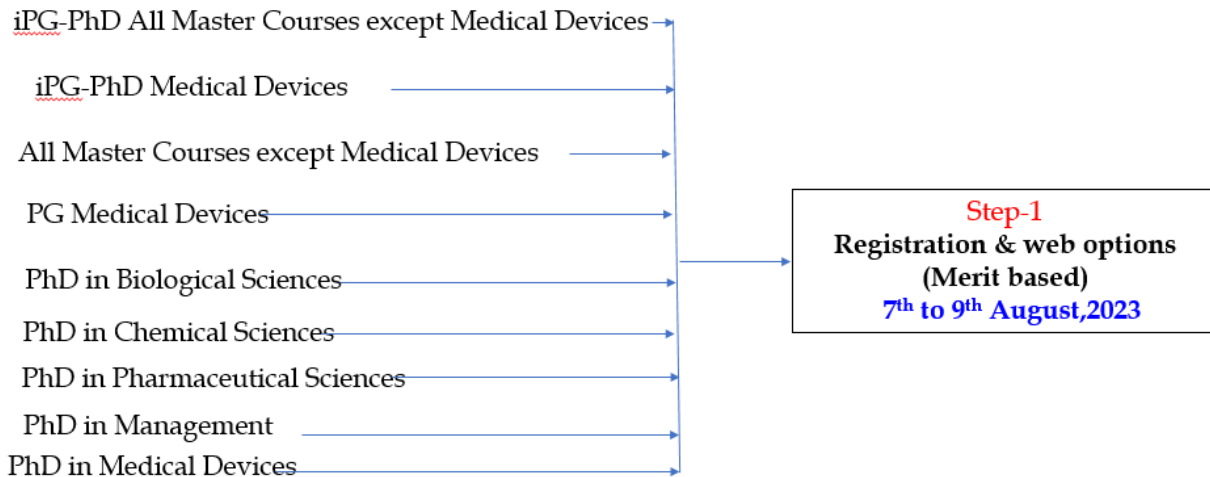 iPG-PhD All Master Courses except Medical Devices
iPG-PhD Medical Devices
All Master Courses except Medical Devices
PG Medical Devices
PhD in Biological Sciences
PhD in Chemical Sciences
PhD in Pharmaceutical Sciences
PhD in Management
PhD in Medical Devices
Step-1
Registration & web options
(Merit based)
7th to 9th August,2023